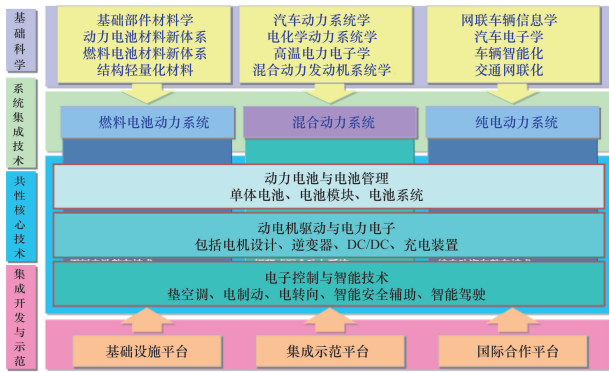 基础科学
基础部件材料学
动力电池材料新体系
燃料电池材料新体系
结构轻量化材料
汽车动力系统学
电化学动力系统学
高温电力电子学
混合动力发动机系统学
网联车辆信息学
汽车电子学
车辆智能化
交通网联化
系统集成技术
燃料电池动力系统
混合动力系统
纯电动力系统
共性核心技术
动力电池与电池管理
单体电池、电池模块、电池系统
动电机驱动与电力电子
包括电机设计、逆变器、DC/DC、充电装置
电子控制与智能技术
垫空调、电制动、电转向、智能安全辅助、智能驾驶
集成开发与示范
基础设施平台
集成示范平台
国际合作平台